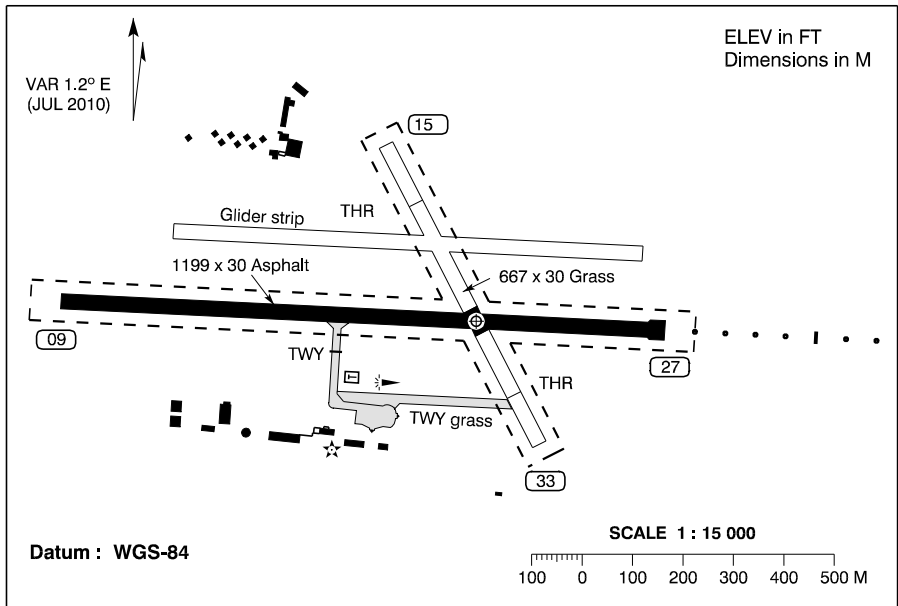 ELEV in FT
Dimensions in M
VAR 1.2º E
(JUL 2010)
15
THR
Glider strip
1199 x 30 Asphalt
667 x 30 Grass
09
TWY
T
27
THR
TWY grass
33
Datum : WGS-84
SCALE 1 : 15 000
100 0 100 200 300 400 500 M